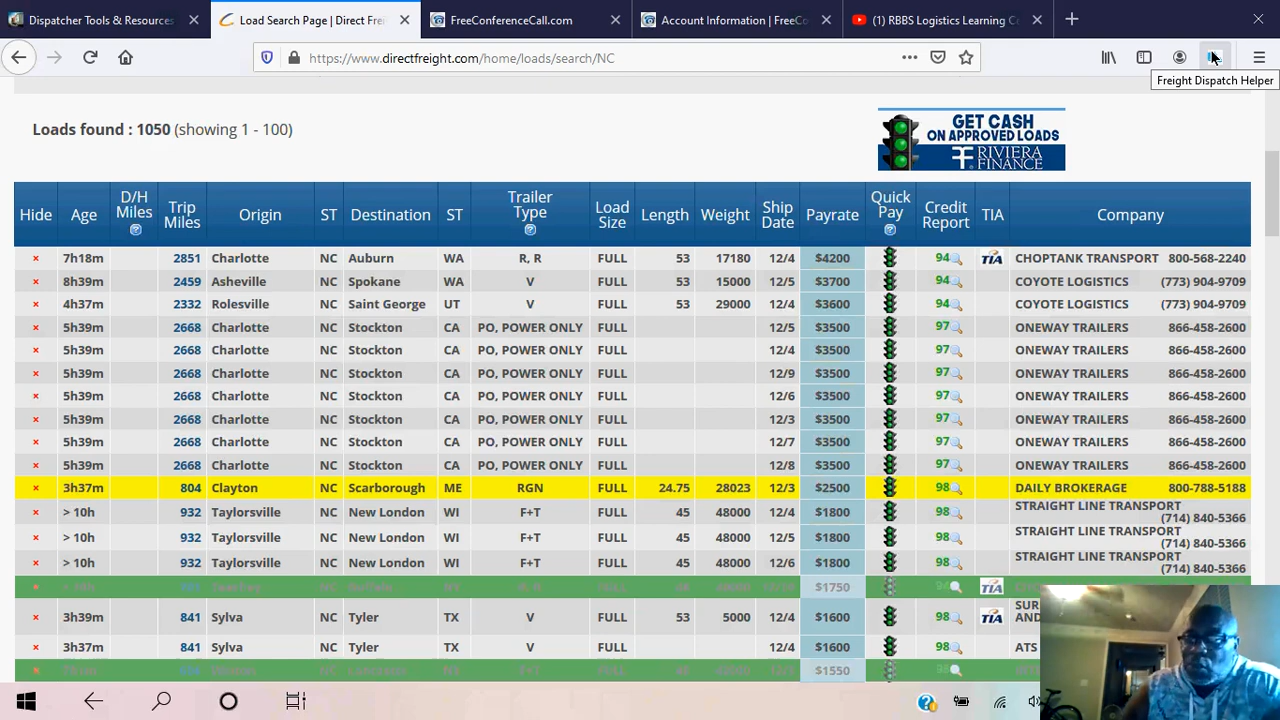 Dispatcher Tools & Resources
Load Search Page | Direct Frei
FreeConferenceCall.com
Account Information | FreeCo
(1) RBBS Logistics Learning C
https://www.directfreight.com/home/loads/search/NC
Freight Dispatch Helper
Loads found : 1050 (showing 1 - 100)
GET CASH
ON APPROVED LOADS
RIVIERA
FINANCE
Hide Age D/H Miles Trip Miles Origin ST Destination ST Trailer Type Load Size Length Weight Ship Date Payrate Quick Pay Credit Report TIA Company
× 7h18m 2851 Charlotte NC Auburn WA R, R FULL 53 17180 12/4 $4200 94 TIA CHOPTANK TRANSPORT 800-568-2240
× 8h39m 2459 Asheville NC Spokane WA V FULL 53 15000 12/5 $3700 94 COYOTE LOGISTICS (773) 904-9709
× 4h37m 2332 Rolesville NC Saint George UT V FULL 53 29000 12/4 $3600 94 COYOTE LOGISTICS (773) 904-9709
× 5h39m 2668 Charlotte NC Stockton CA PO, POWER ONLY FULL 12/5 $3500 97 ONEWAY TRAILERS 866-458-2600
× 5h39m 2668 Charlotte NC Stockton CA PO, POWER ONLY FULL 12/4 $3500 97 ONEWAY TRAILERS 866-458-2600
× 5h39m 2668 Charlotte NC Stockton CA PO, POWER ONLY FULL 12/9 $3500 97 ONEWAY TRAILERS 866-458-2600
× 5h39m 2668 Charlotte NC Stockton CA PO, POWER ONLY FULL 12/6 $3500 97 ONEWAY TRAILERS 866-458-2600
× 5h39m 2668 Charlotte NC Stockton CA PO, POWER ONLY FULL 12/3 $3500 97 ONEWAY TRAILERS 866-458-2600
× 5h39m 2668 Charlotte NC Stockton CA PO, POWER ONLY FULL 12/7 $3500 97 ONEWAY TRAILERS 866-458-2600
× 5h39m 2668 Charlotte NC Stockton CA PO, POWER ONLY FULL 12/8 $3500 97 ONEWAY TRAILERS 866-458-2600
× 3h37m 804 Clayton NC Scarborough ME RGN FULL 24.75 28023 12/3 $2500 98 DAILY BROKERAGE 800-788-5188
× > 10h 932 Taylorsville NC New London WI F+T FULL 45 48000 12/4 $1800 98 STRAIGHT LINE TRANSPORT (714) 840-5366
× > 10h 932 Taylorsville NC New London WI F+T FULL 45 48000 12/5 $1800 98 STRAIGHT LINE TRANSPORT (714) 840-5366
× > 10h 932 Taylorsville NC New London WI F+T FULL 45 48000 12/6 $1800 98 STRAIGHT LINE TRANSPORT (714) 840-5366
$1750 TIA
× 3h39m 841 Sylva NC Tyler TX V FULL 53 5000 12/4 $1600 98 TIA SUR
× 3h37m 841 Sylva NC Tyler TX V FULL 12/4 $1600 98 ATS
$1550